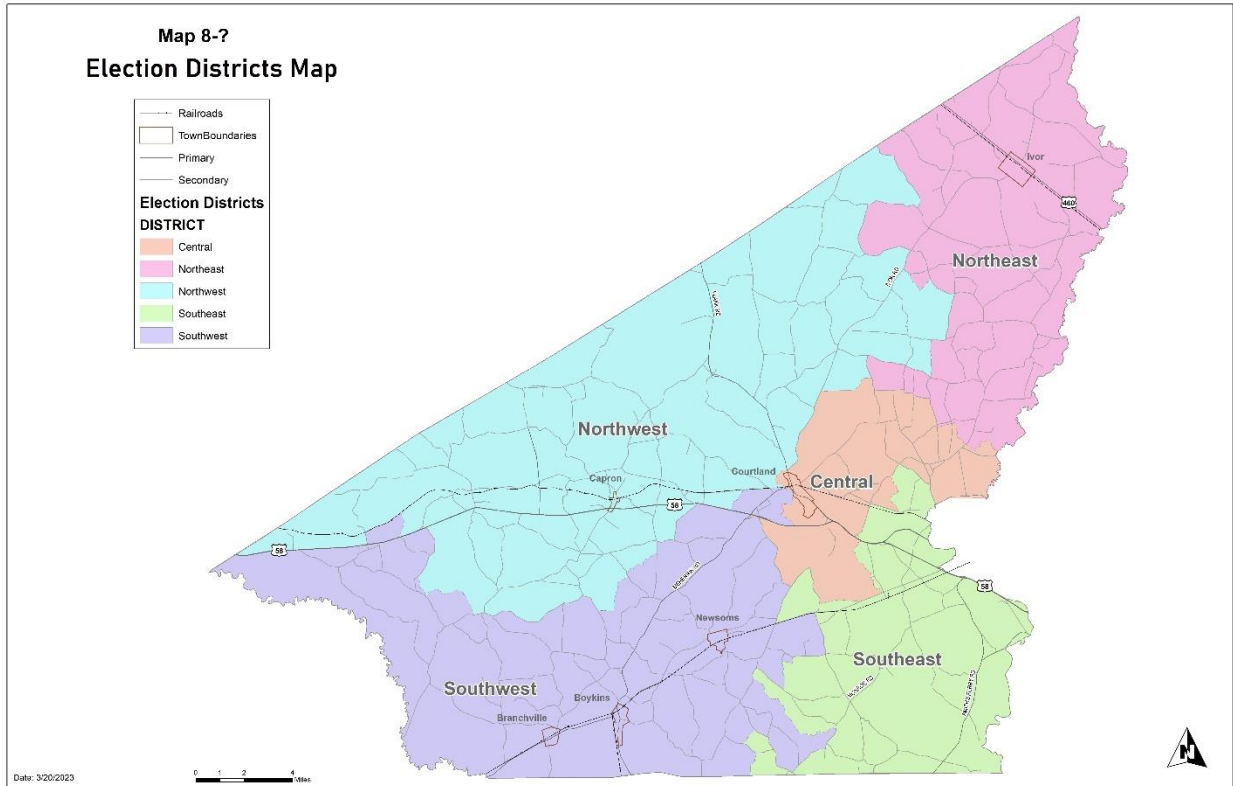 Map 8-?
Election Districts Map
Railroads
TownBoundaries
Primary
Secondary
Election Districts
DISTRICT
Central
Northeast
Northwest
Southeast
Southwest
Ivor
460
Northeast
Northwest
Courtland
Capron
Central
58
58
58
Newsoms
Southeast
Southwest
Boykins
Branchville
Date: 3/20/2023
0 1 2 4
Miles
N